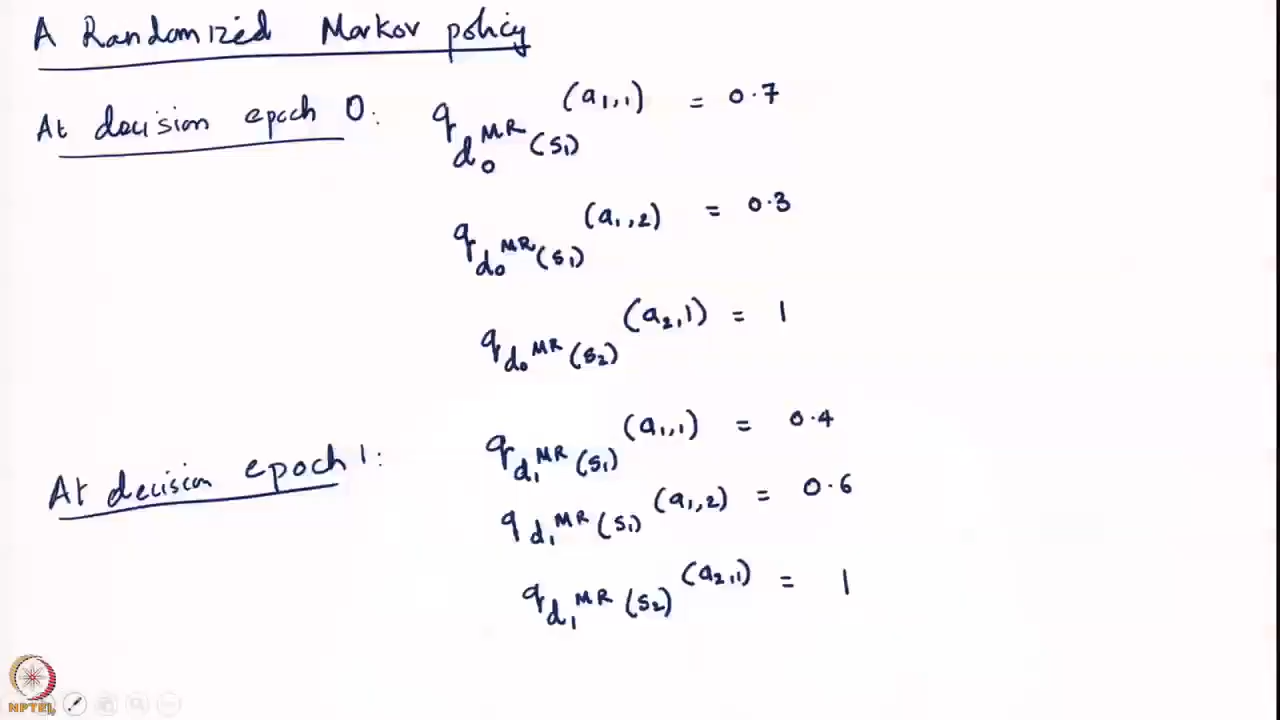 A Randomized Markov policy
At decision epoch 0: q_{d_0^{MR}(s_1)}(a_{1,1}) = 0.7
q_{d_0^{MR}(s_1)}(a_{1,2}) = 0.3
q_{d_0^{MR}(s_2)}(a_{2,1}) = 1
At decision epoch 1: q_{d_1^{MR}(s_1)}(a_{1,1}) = 0.4
q_{d_1^{MR}(s_1)}(a_{1,2}) = 0.6
q_{d_1^{MR}(s_2)}(a_{2,1}) = 1
NPTEL